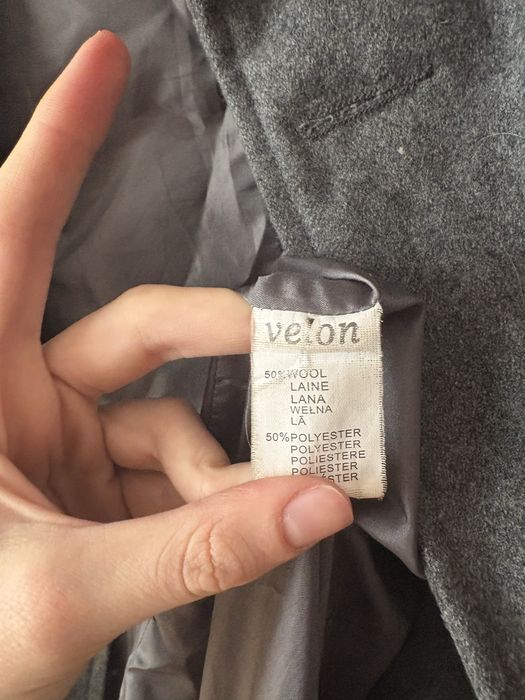 velon
50% WOOL
LAINE
LANA
WEŁNA
LÃ
50% POLYESTER
POLYESTER
POLIESTERE
POLIESTER